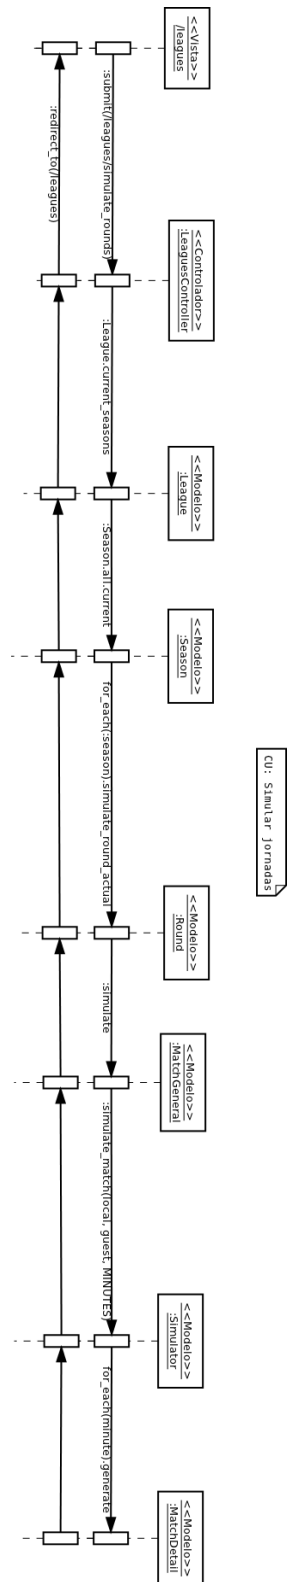 CU: Simular jornadas
<<Vista>>
/leagues
<<Controlador>>
:LeaguesController
<<Modelo>>
:League
<<Modelo>>
:Season
<<Modelo>>
:Round
<<Modelo>>
:MatchGeneral
<<Modelo>>
:Simulator
<<Modelo>>
:MatchDetail
:submit(/leagues/simulate_rounds)
:League.current_seasons
:Season.all.current
for_each(:season).simulate_round_actual
:simulate
:simulate_match(local, guest, MINUTES)
for_each(minute).generate
:redirect_to(/leagues)